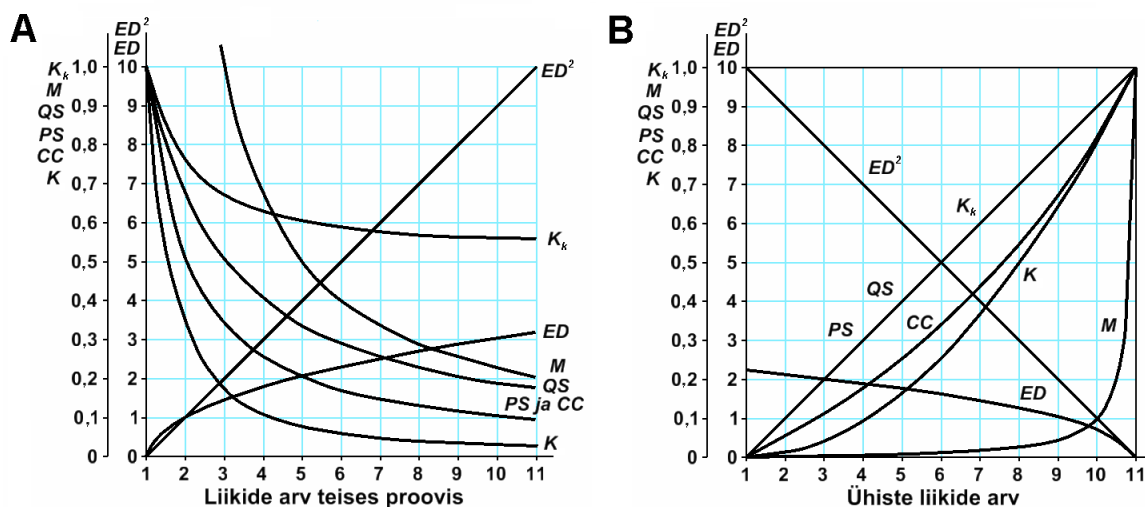 A
ED²
ED
K_k 1,0 10
M 0,9 9
QS 0,8 8
PS 0,7 7
CC 0,6 6
K 0,5 5
0,4 4
0,3 3
0,2 2
0,1 1
0 0
ED²
K_k
ED
M
QS
PS ja CC
K
1 2 3 4 5 6 7 8 9 10 11
Liikide arv teises proovis
B
ED²
ED
K_k 1,0 10
M 0,9 9
QS 0,8 8
PS 0,7 7
CC 0,6 6
K 0,5 5
0,4 4
0,3 3
0,2 2
0,1 1
0 0
ED²
K_k
K
QS
PS
CC
M
ED
1 2 3 4 5 6 7 8 9 10 11
Ühiste liikide arv